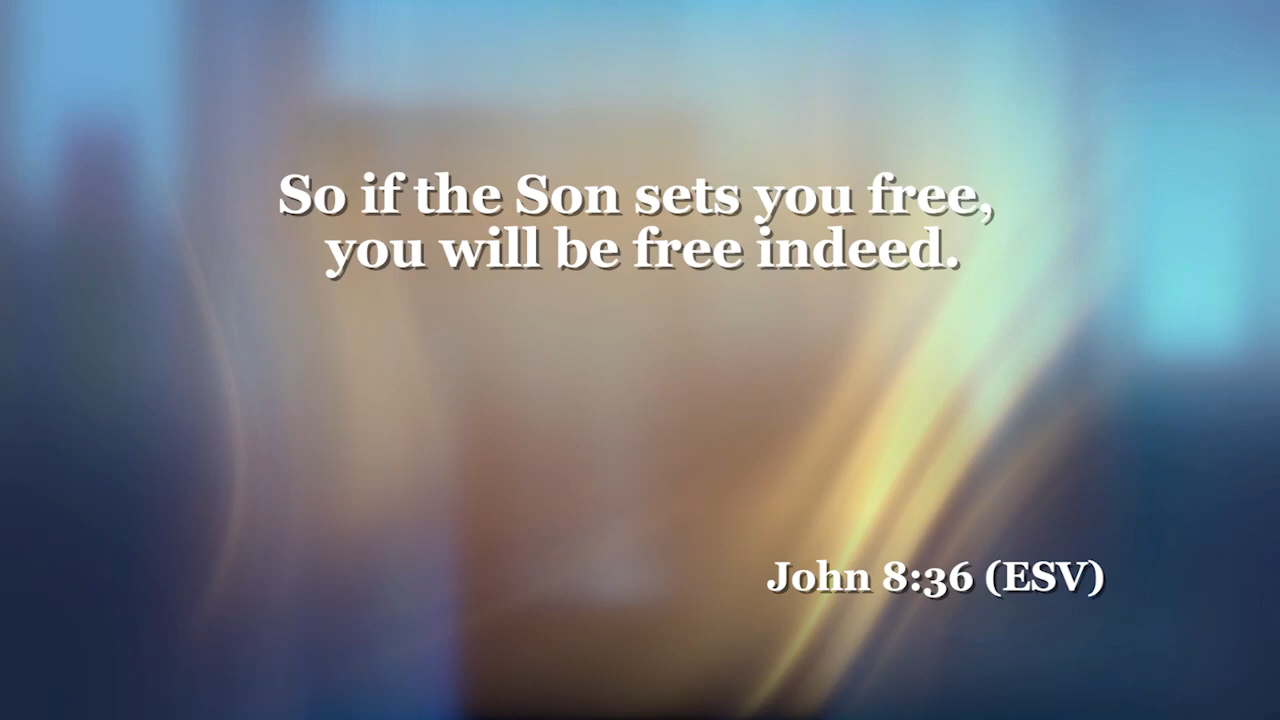 So if the Son sets you free,
you will be free indeed.
John 8:36 (ESV)